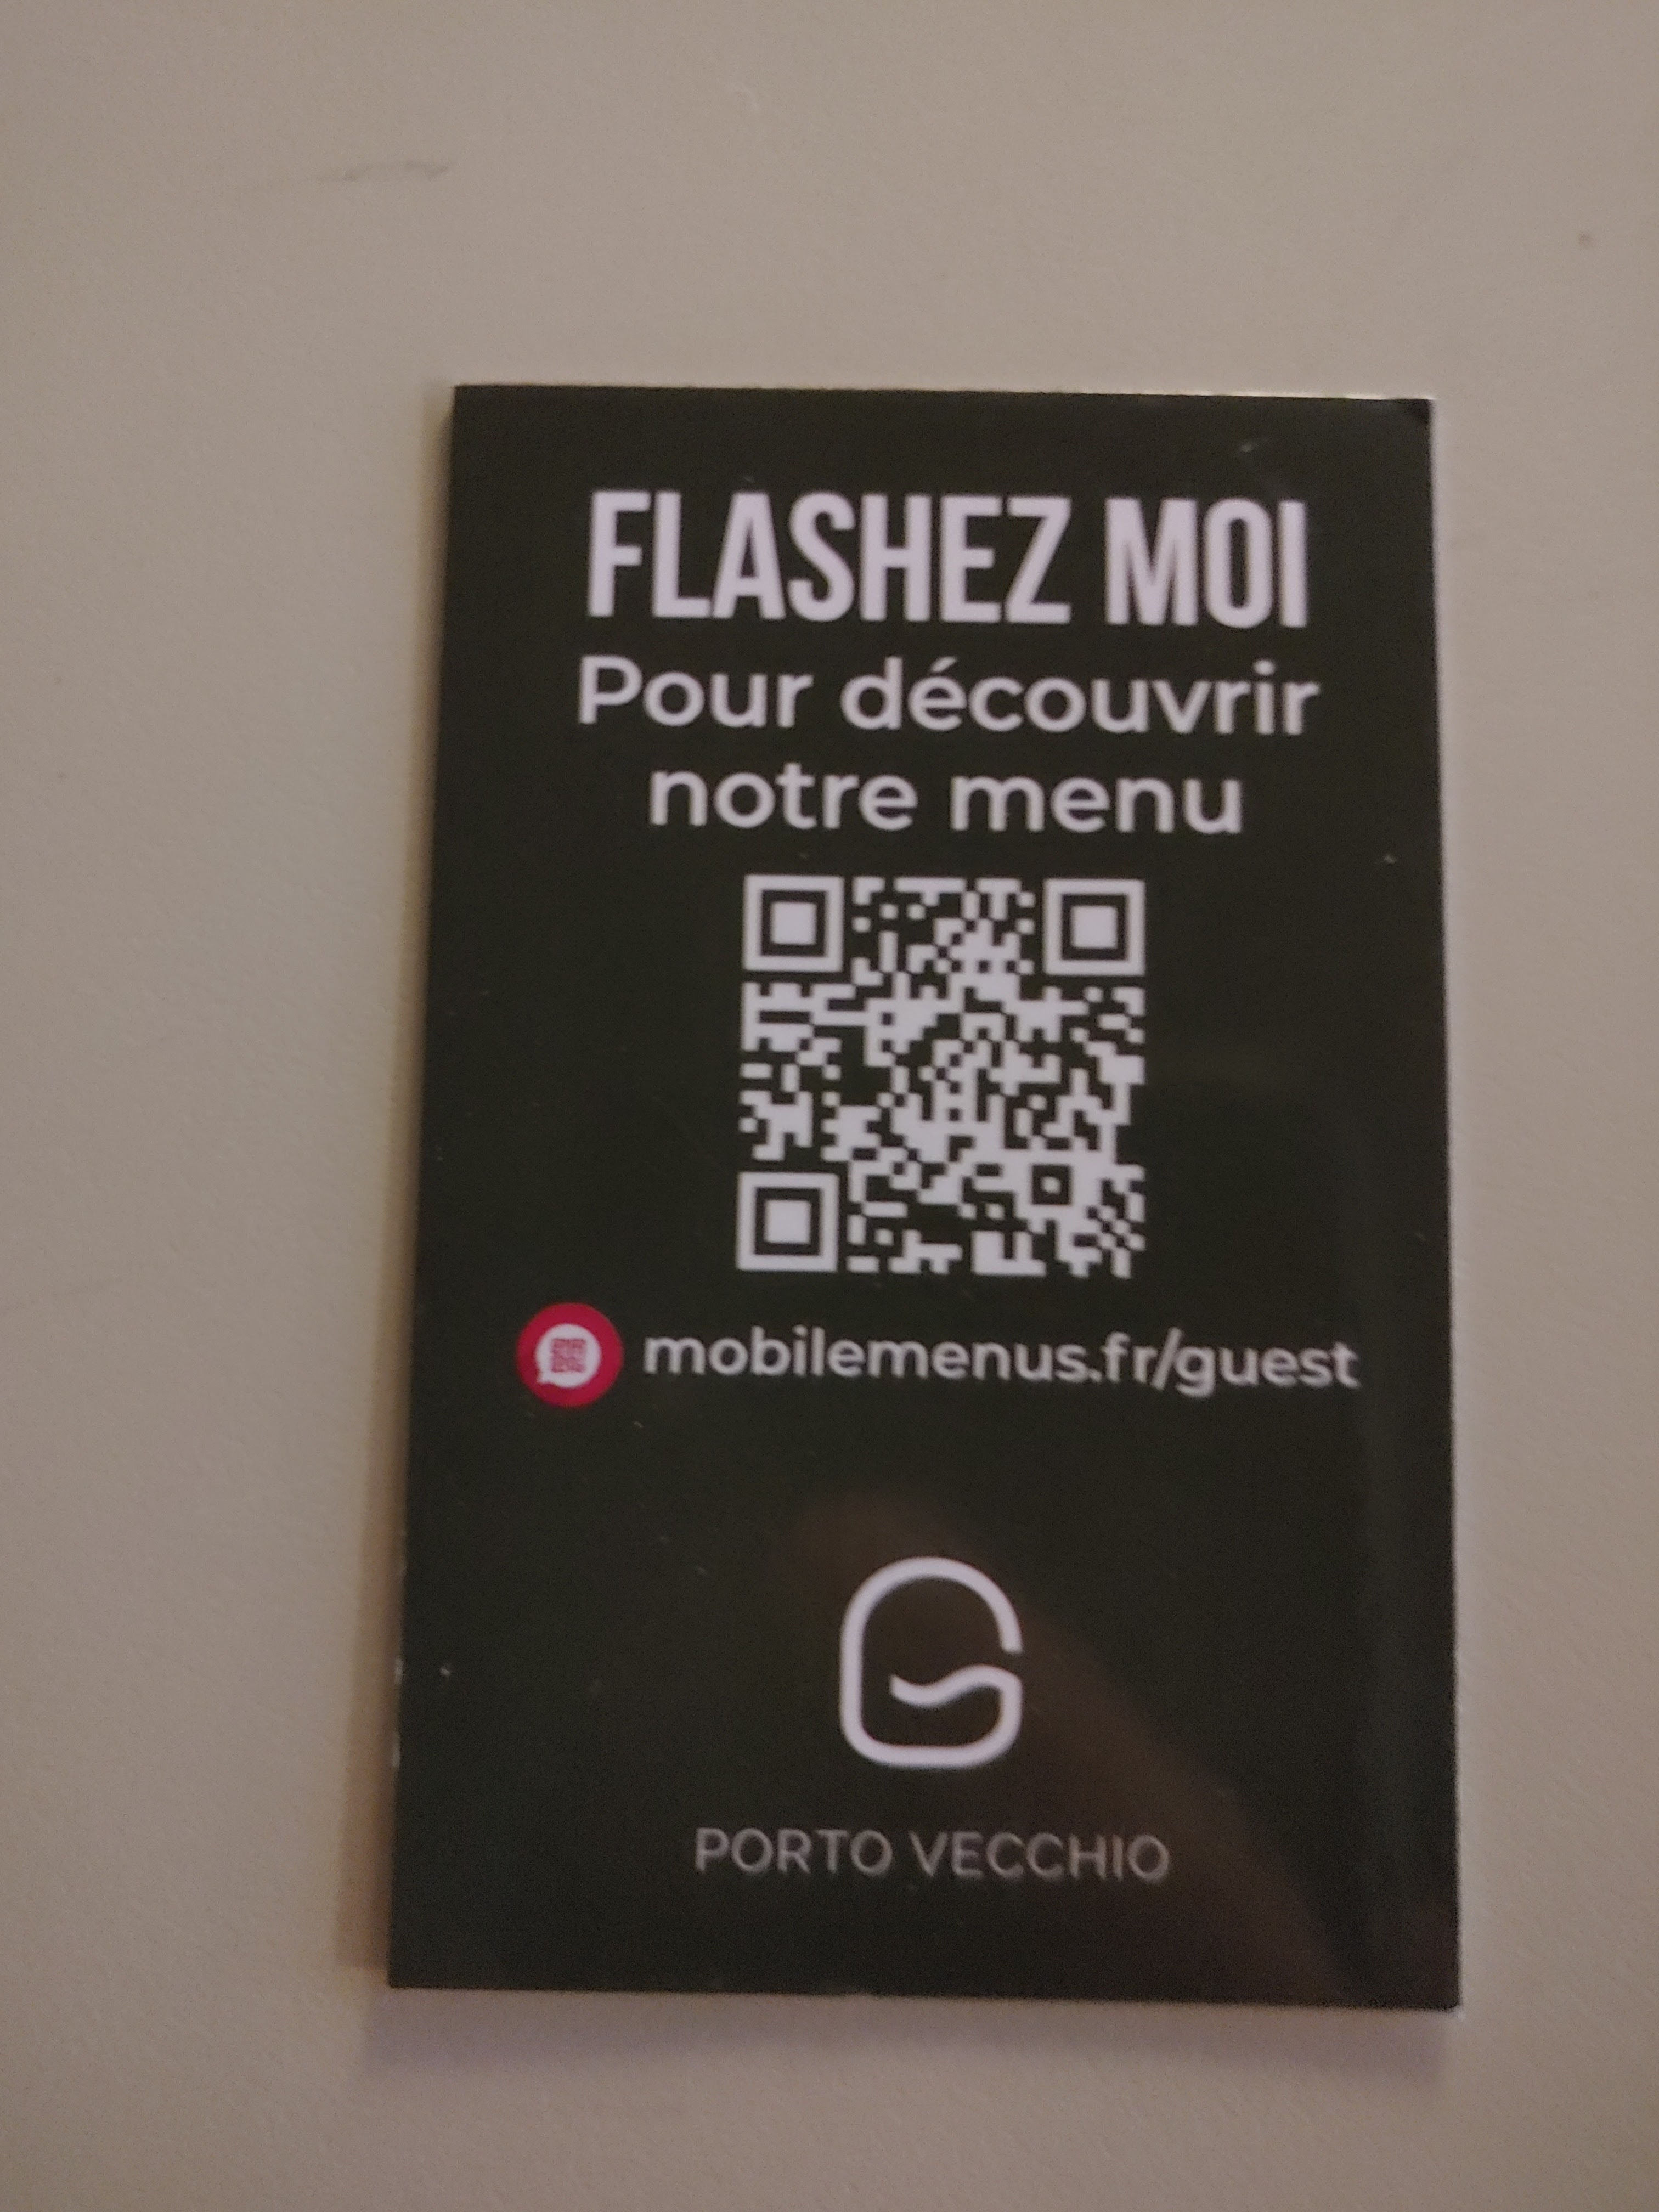 FLASHEZ MOI
Pour découvrir
notre menu
mobilemenus.fr/guest
PORTO VECCHIO